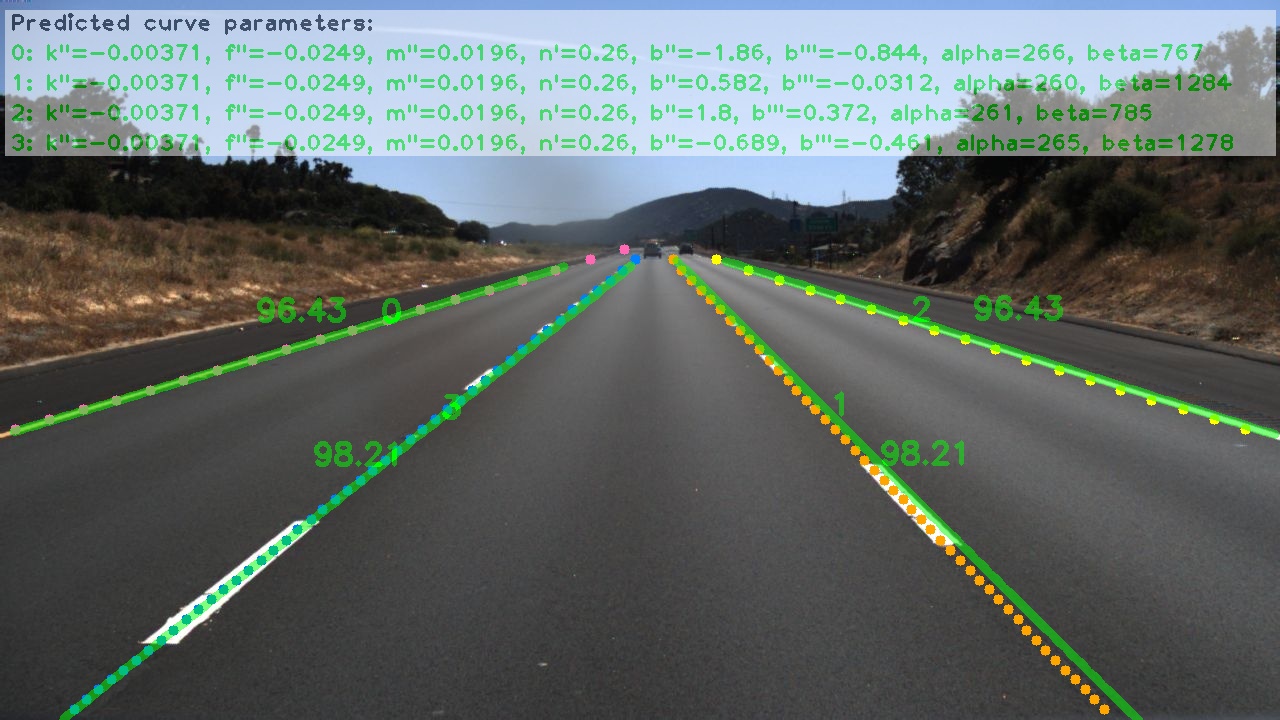 Predicted curve parameters:
0: k''=-0.00371, f''=-0.0249, m''=0.0196, n'=0.26, b''=-1.86, b'''=-0.844, alpha=266, beta=767
1: k''=-0.00371, f''=-0.0249, m''=0.0196, n'=0.26, b''=0.582, b'''=-0.0312, alpha=260, beta=1284
2: k''=-0.00371, f''=-0.0249, m''=0.0196, n'=0.26, b''=1.8, b'''=0.372, alpha=261, beta=785
3: k''=-0.00371, f''=-0.0249, m''=0.0196, n'=0.26, b''=-0.689, b'''=-0.461, alpha=265, beta=1278
96.43 0 2 96.43
3 1
98.21 98.21